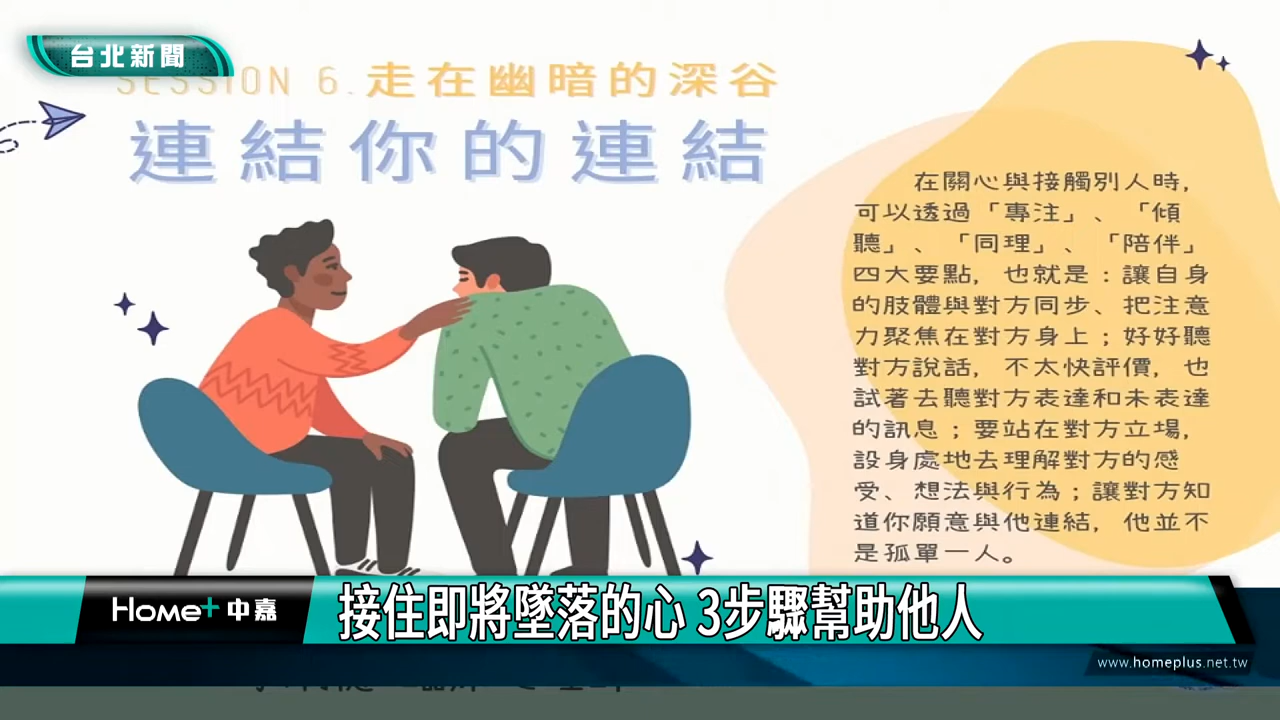 台北新聞
SESSION 6.走在幽暗的深谷
連結你的連結
在關心與接觸別人時,
可以透過「專注」、「傾
聽」、「同理」、「陪伴」
四大要點, 也就是:讓自身
的肢體與對方同步、把注意
力聚焦在對方身上;好好聽
對方說話, 不太快評價, 也
試著去聽對方表達和未表達
的訊息;要站在對方立場,
設身處地去理解對方的感
受、想法與行為;讓對方知
道你願意與他連結, 他並不
是孤單一人。
Home+ 中嘉
接住即將墜落的心 3步驟幫助他人
www.homeplus.net.tw